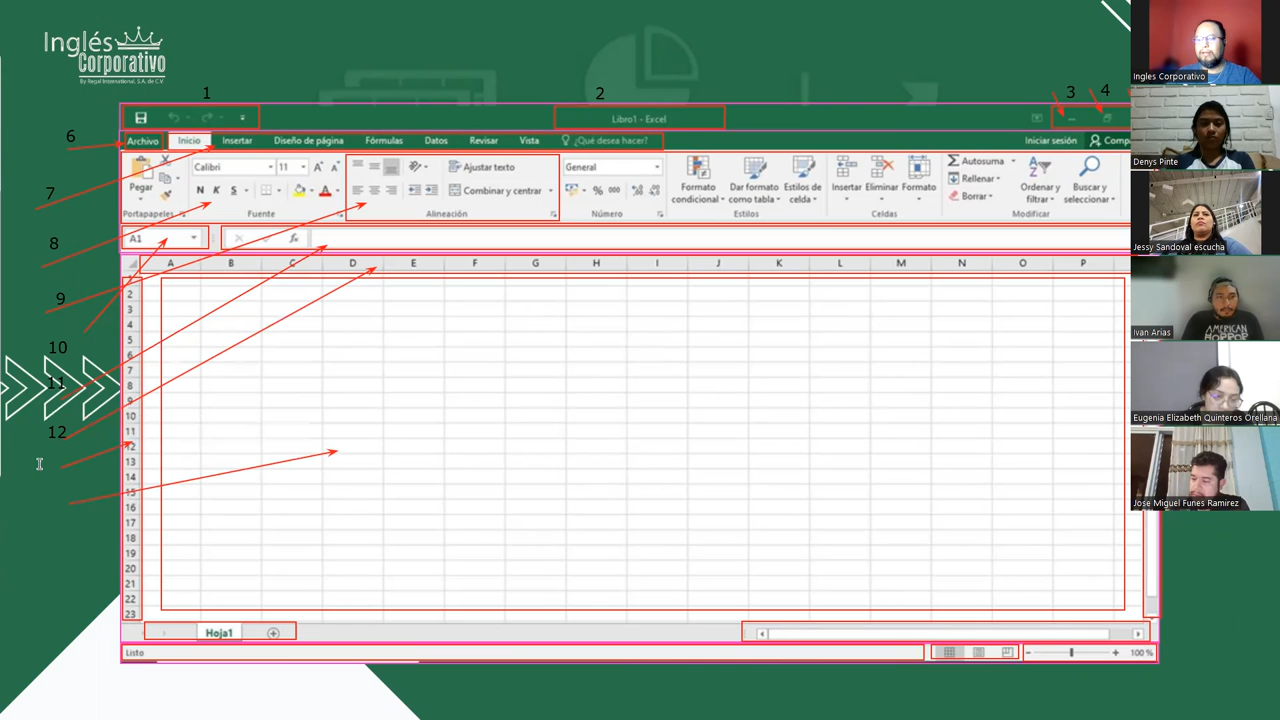 Inglés
Corporativo
By Regal International, S.A. de C.V.
1
2
3
4
Libro1 - Excel
6
Archivo
Inicio
Insertar
Diseño de página
Fórmulas
Datos
Revisar
Vista
¿Qué desea hacer?
Iniciar sesión
Pegar
Portapapeles
Calibri
11
N K S
Fuente
Ajustar texto
Combinar y centrar
Alineación
General
% 000
Número
Formato
condicional
Dar formato
como tabla
Estilos de
celda
Estilos
Insertar
Eliminar
Formato
Celdas
Autosuma
Rellenar
Borrar
Ordenar y
filtrar
Buscar y
seleccionar
Modificar
7
8
9
10
11
12
A1
fx
A B C D E F G H I J K L M N O P
2
3
4
5
6
7
8
9
10
11
12
13
14
15
16
17
18
19
20
21
22
23
Hoja1
Listo
100 %
Ingles Corporativo
Denys Pinte
Jessy Sandoval escucha
Ivan Arias
AMERICAN
HORROR
Eugenia Elizabeth Quinteros Orellana
Jose Miguel Funes Ramirez